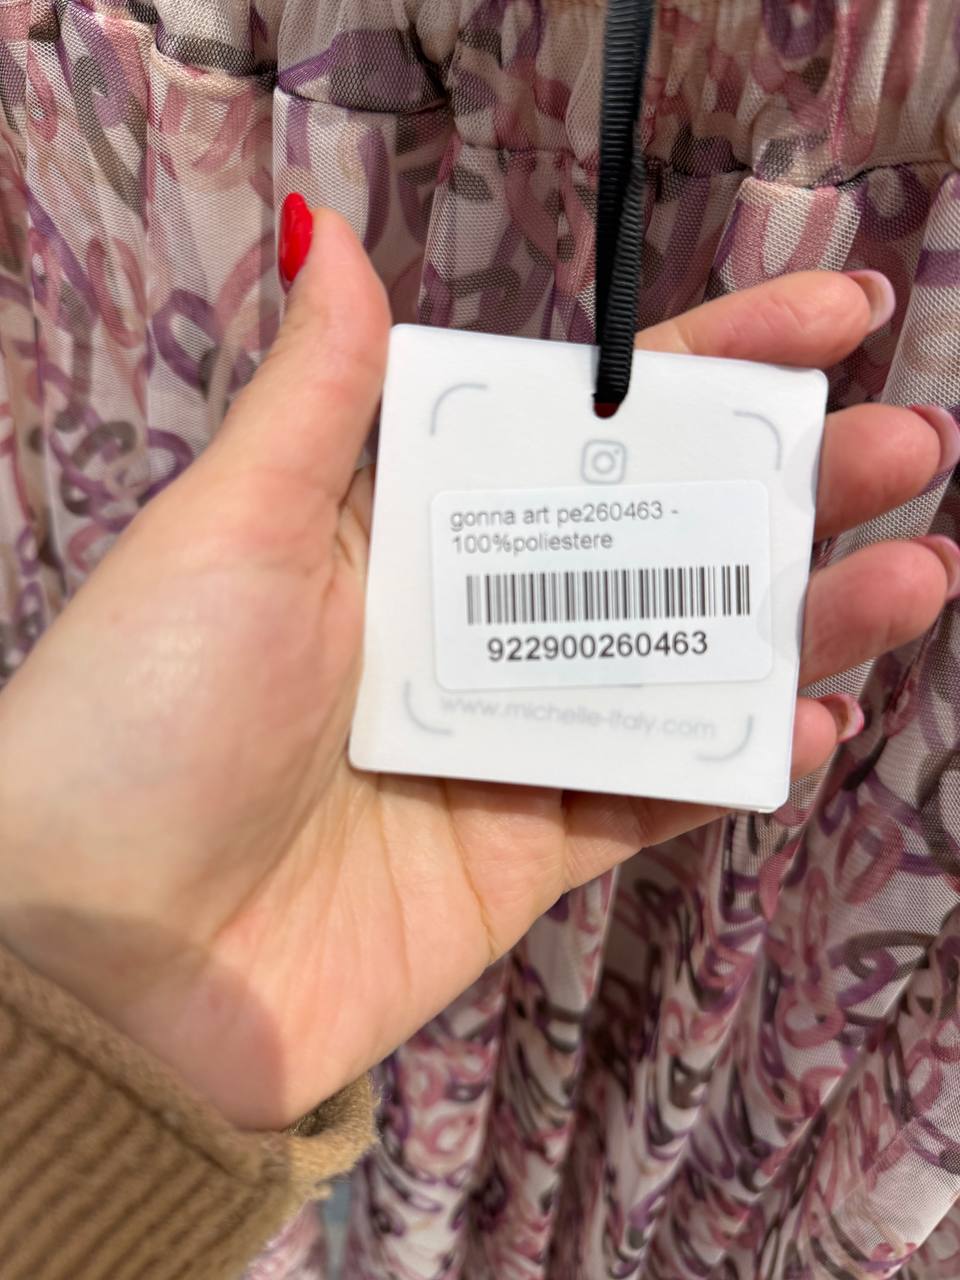 gonna art pe260463 -
100%poliestere
922900260463
www.michelle-italy.com